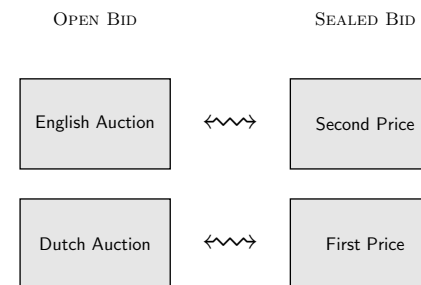 OPEN BID SEALED BID
English Auction Second Price
Dutch Auction First Price